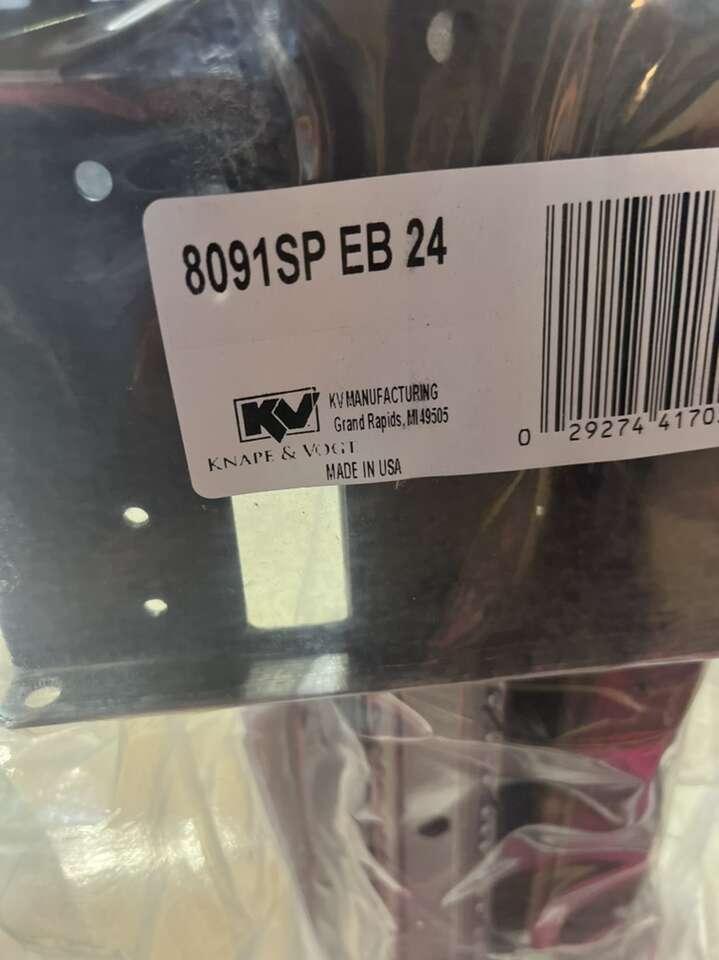 8091SP EB 24
KV
KNAPE & VOGT
KV MANUFACTURING
Grand Rapids, MI 49505
MADE IN USA
0 29274 4170